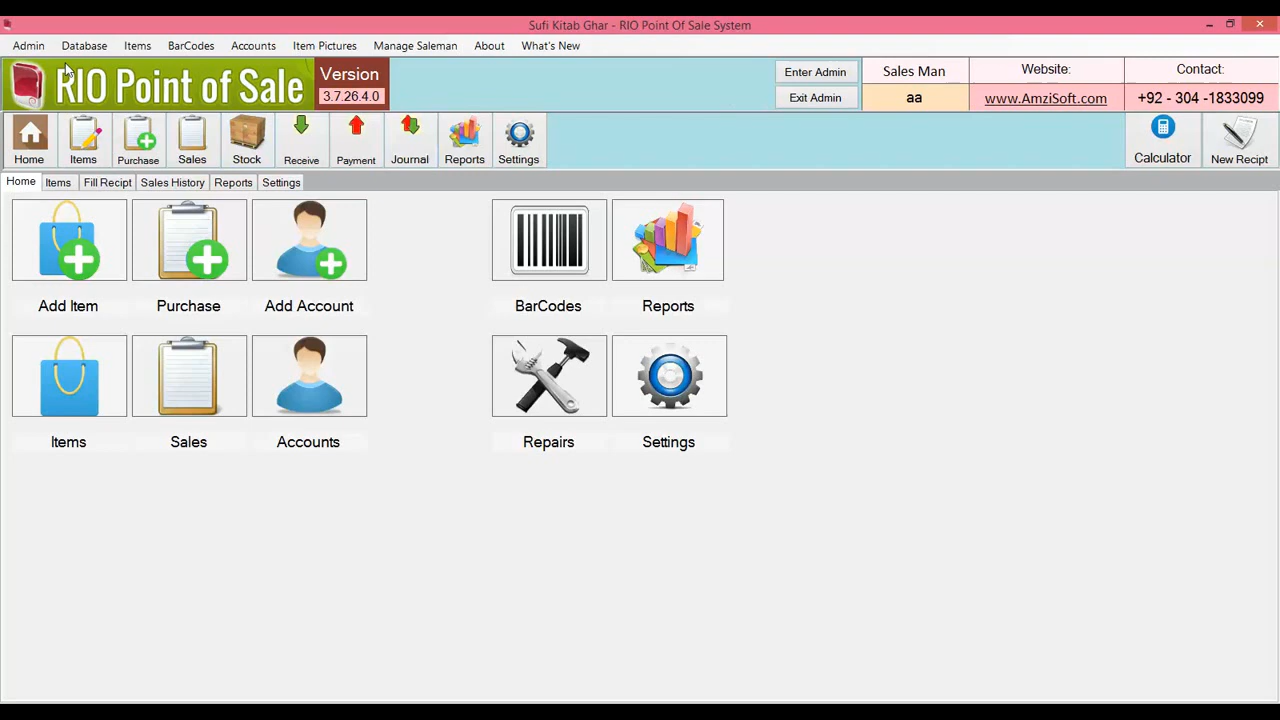 Sufi Kitab Ghar - RIO Point Of Sale System
Admin Database Items BarCodes Accounts Item Pictures Manage Saleman About What's New
RIO Point of Sale
Version
3.7.26.4.0
Enter Admin
Exit Admin
Sales Man
aa
Website:
www.AmziSoft.com
Contact:
+92 - 304 -1833099
Home Items Purchase Sales Stock Receive Payment Journal Reports Settings Calculator New Recipt
Home Items Fill Recipt Sales History Reports Settings
Add Item Purchase Add Account BarCodes Reports
Items Sales Accounts Repairs Settings